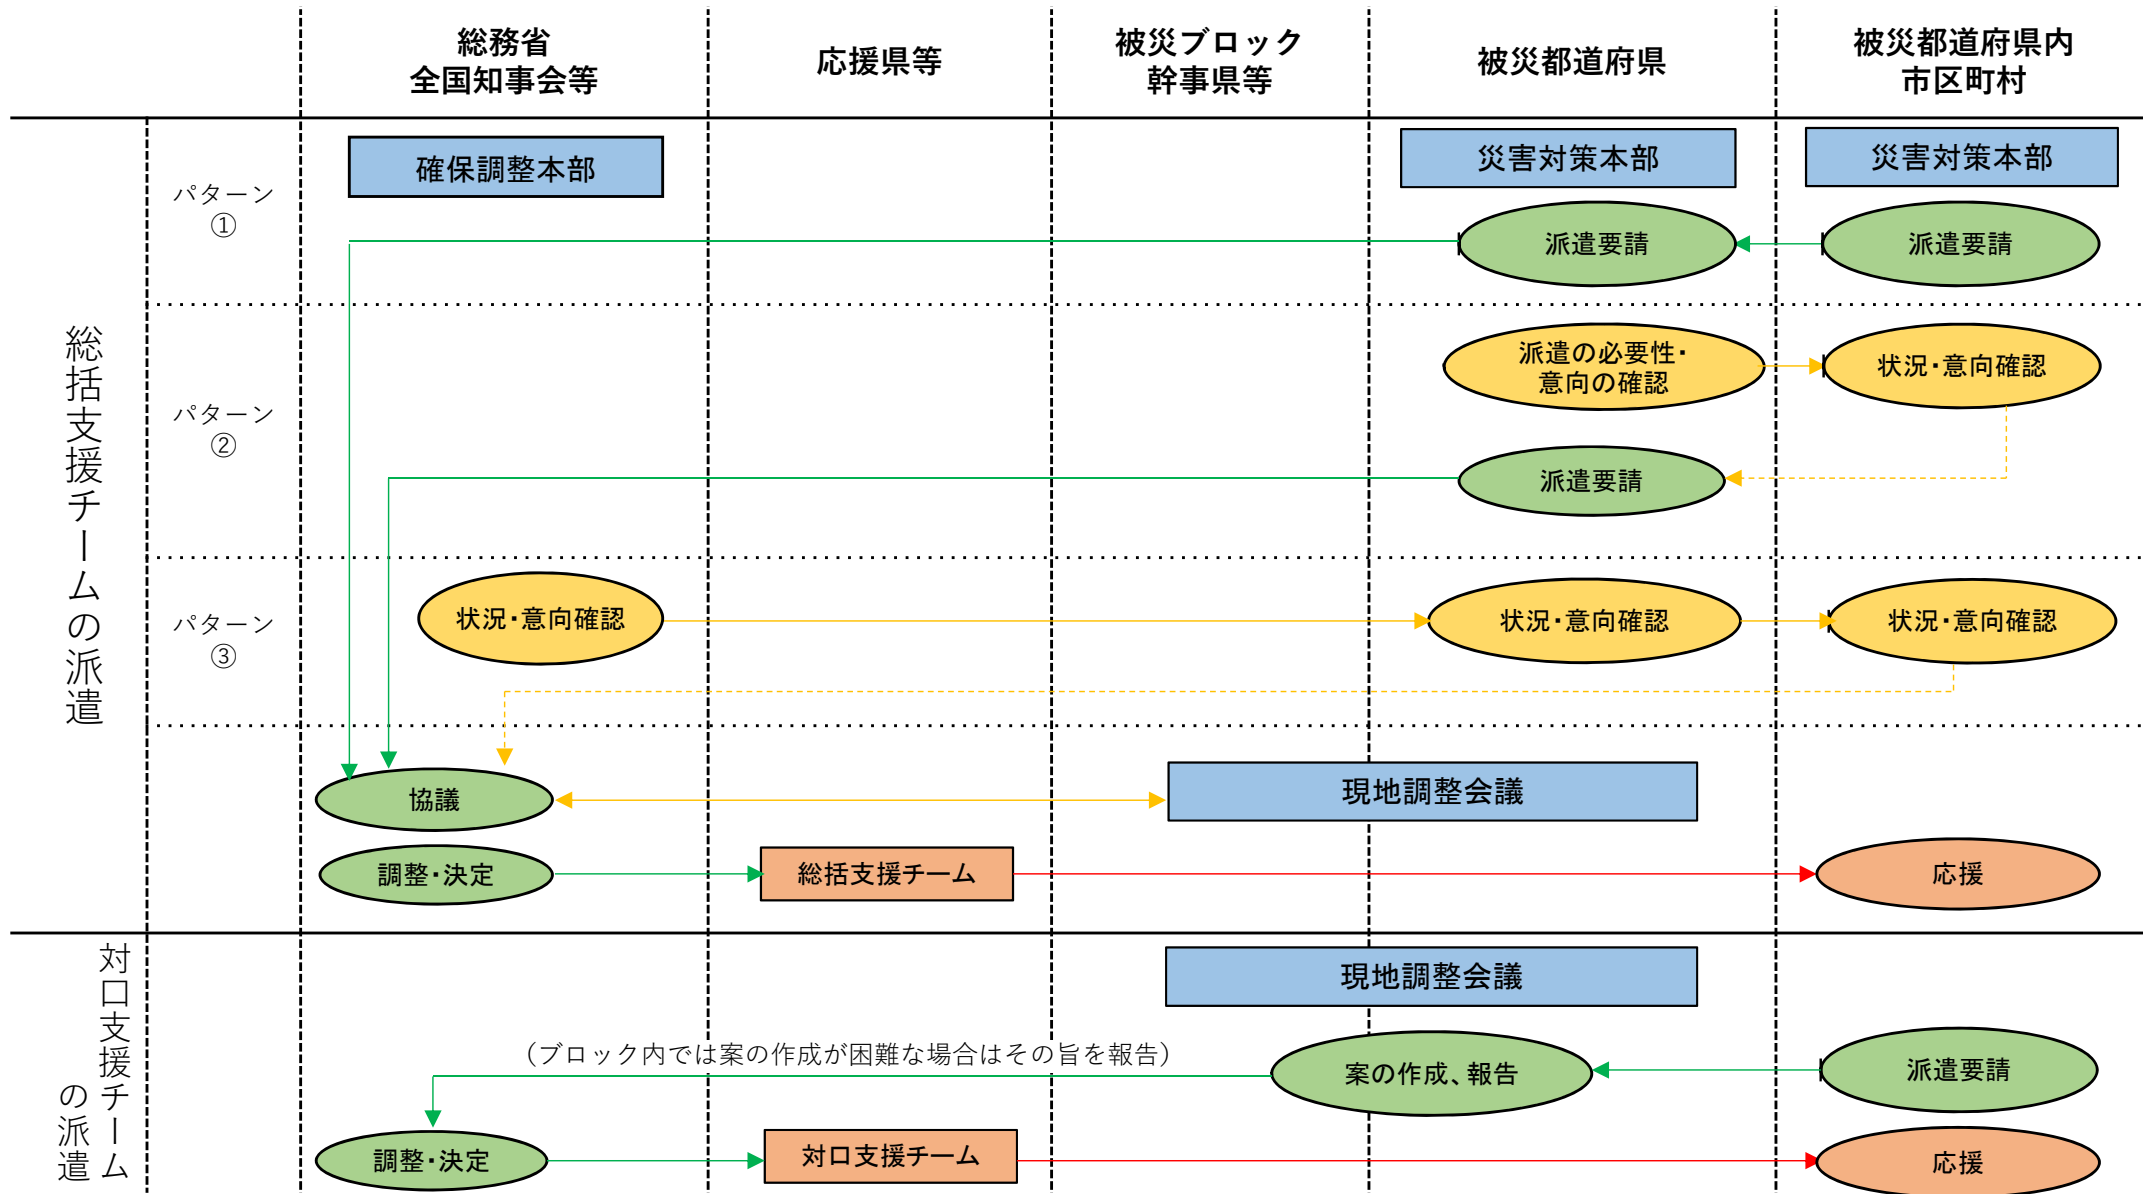 総務省
全国知事会等
応援県等
被災ブロック
幹事県等
被災都道府県
被災都道府県内
市区町村
総括支援チームの派遣
パターン
①
確保調整本部
災害対策本部
災害対策本部
派遣要請
派遣要請
パターン
②
派遣の必要性・
意向の確認
状況・意向確認
派遣要請
パターン
③
状況・意向確認
状況・意向確認
状況・意向確認
協議
現地調整会議
調整・決定
総括支援チーム
応援
対口支援チーム
の派遣
現地調整会議
（ブロック内では案の作成が困難な場合はその旨を報告）
案の作成、報告
派遣要請
調整・決定
対口支援チーム
応援